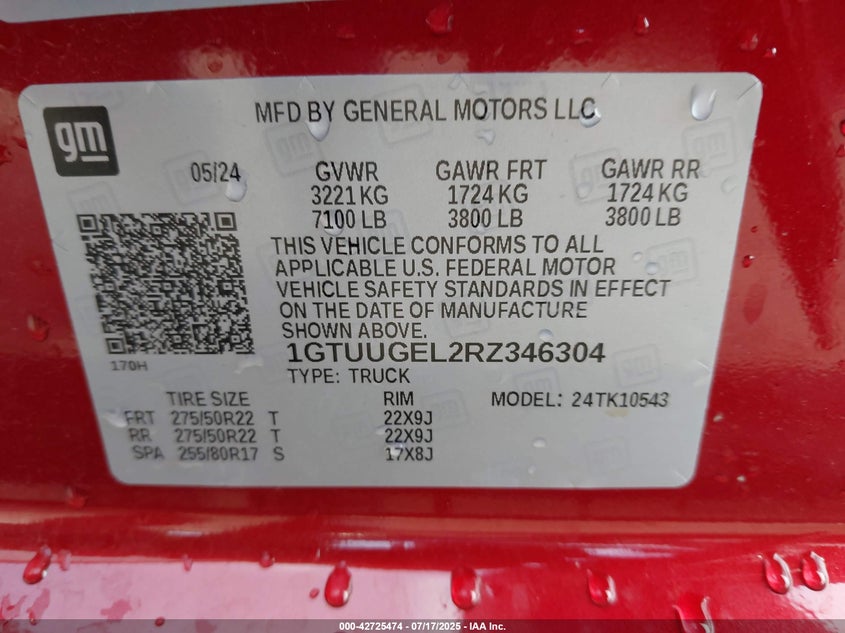 gm
MFD BY GENERAL MOTORS LLC
05/24 GVWR GAWR FRT GAWR RR
3221 KG 1724 KG 1724 KG
7100 LB 3800 LB 3800 LB
THIS VEHICLE CONFORMS TO ALL
APPLICABLE U.S. FEDERAL MOTOR
VEHICLE SAFETY STANDARDS IN EFFECT
ON THE DATE OF MANUFACTURE
SHOWN ABOVE.
170H
1GTUUGEL2RZ346304
TYPE: TRUCK
TIRE SIZE RIM MODEL: 24TK10543
FRT 275/50R22 T 22X9J
RR 275/50R22 T 22X9J
SPA 255/80R17 S 17X8J
000-42725474 / 07/17/2025 - IAA Inc.